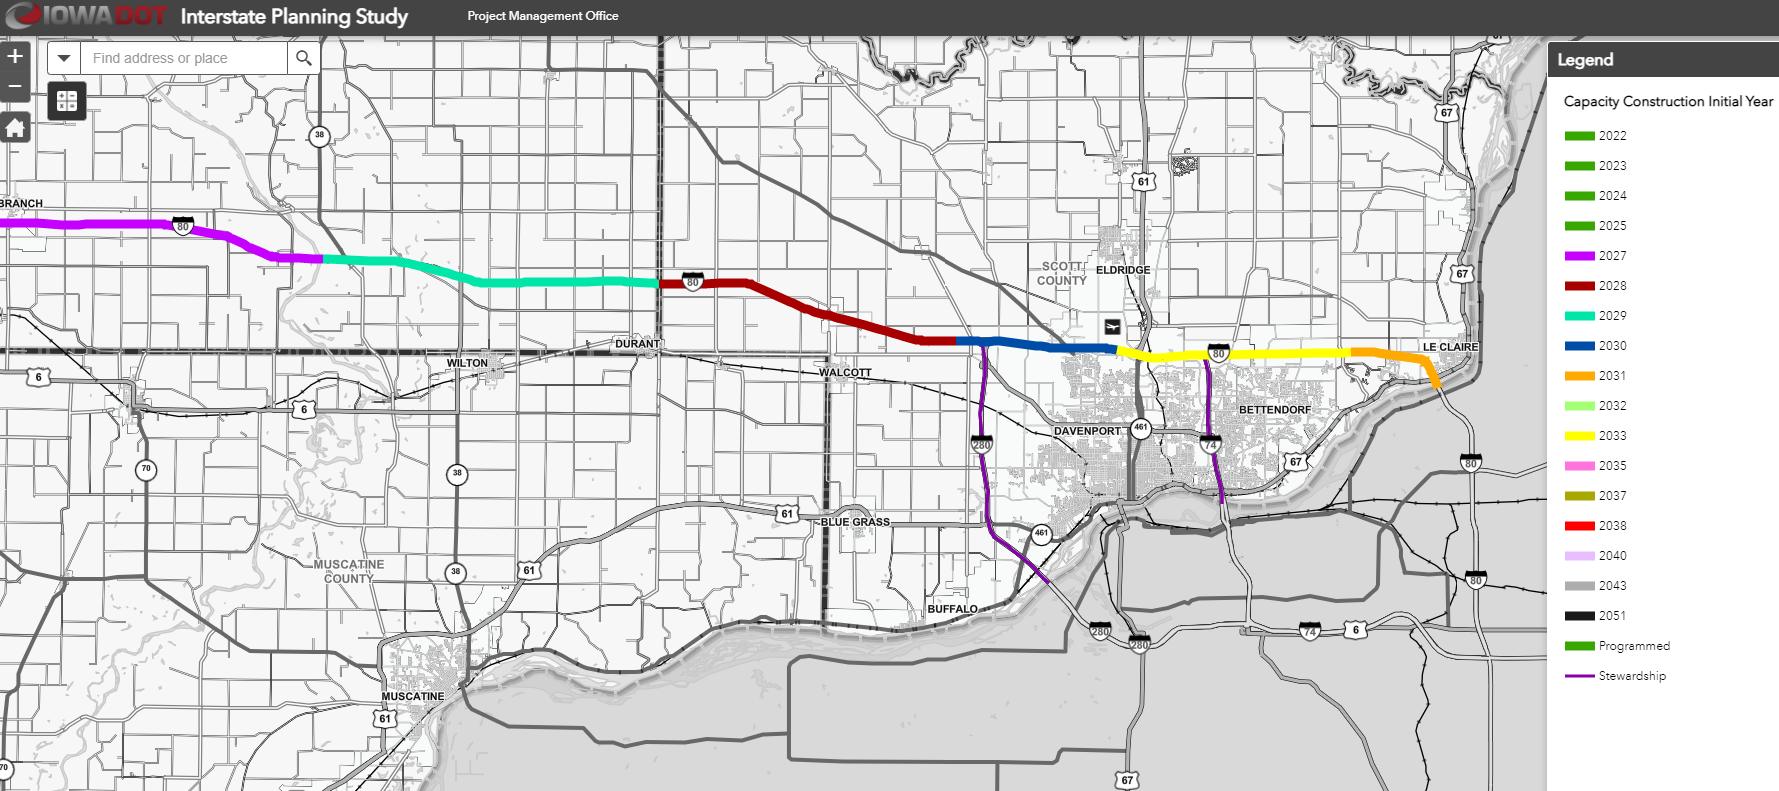 IOWADOT Interstate Planning Study Project Management Office
+
Find address or place
−
Legend
Capacity Construction Initial Year
2022
2023
2024
2025
2027
2028
2029
2030
2031
2032
2033
2035
2037
2038
2040
2043
2051
Programmed
Stewardship
67
38
61
BRANCH
80
SCOTT
COUNTY
ELDRIDGE
67
80
DURANT
WILTON
WALCOTT
80
LE CLAIRE
6
6
BETTENDORF
DAVENPORT
461
280
74
67
80
70
38
61
BLUE GRASS
461
MUSCATINE
COUNTY
38
61
80
BUFFALO
280
280
74
6
MUSCATINE
61
70
67